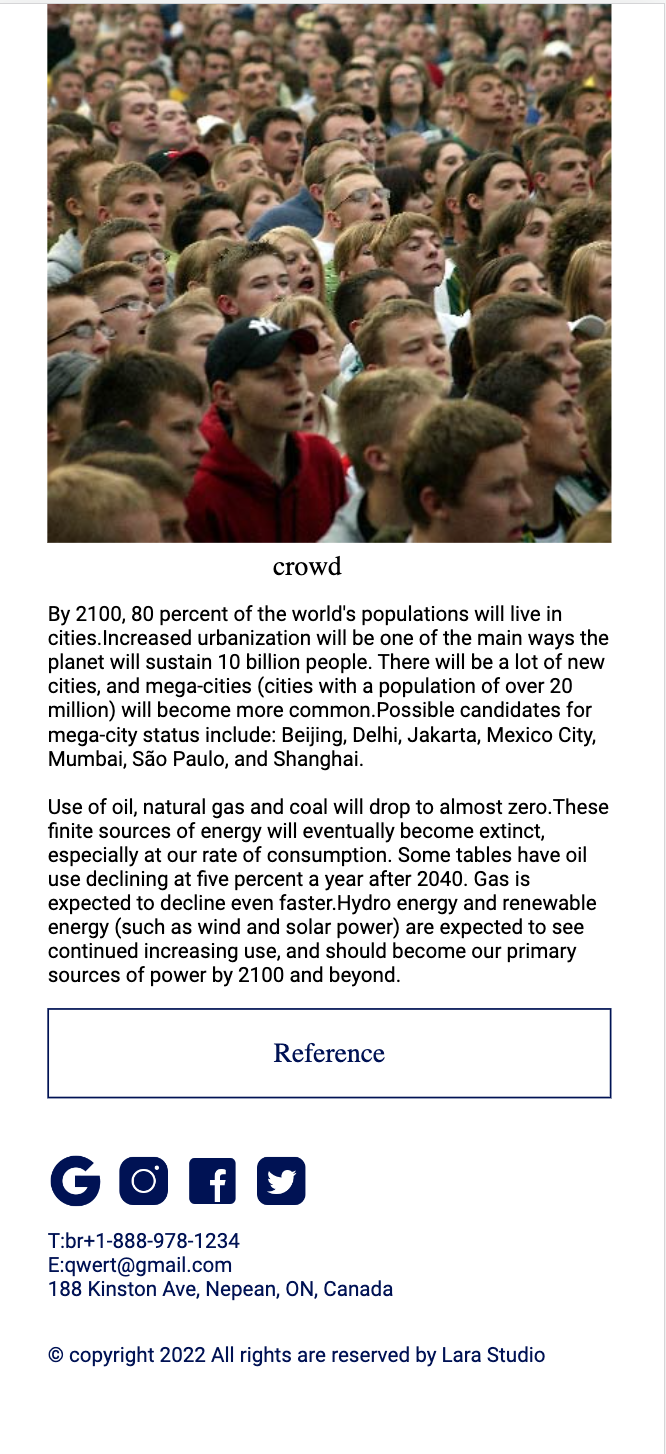 crowd
By 2100, 80 percent of the world's populations will live in
cities.Increased urbanization will be one of the main ways the
planet will sustain 10 billion people. There will be a lot of new
cities, and mega-cities (cities with a population of over 20
million) will become more common.Possible candidates for
mega-city status include: Beijing, Delhi, Jakarta, Mexico City,
Mumbai, São Paulo, and Shanghai.
Use of oil, natural gas and coal will drop to almost zero.These
finite sources of energy will eventually become extinct,
especially at our rate of consumption. Some tables have oil
use declining at five percent a year after 2040. Gas is
expected to decline even faster.Hydro energy and renewable
energy (such as wind and solar power) are expected to see
continued increasing use, and should become our primary
sources of power by 2100 and beyond.
Reference
T:br+1-888-978-1234
E:qwert@gmail.com
188 Kinston Ave, Nepean, ON, Canada
© copyright 2022 All rights are reserved by Lara Studio